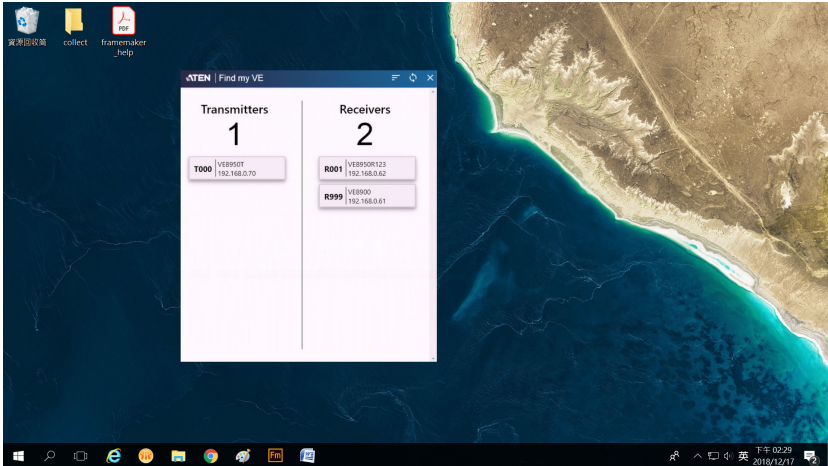 資源回收筒
collect
PDF
framemaker
_help
ATEN | Find my VE
Transmitters
1
T000
VE8950T
192.168.0.70
Receivers
2
R001
VE8950R123
192.168.0.62
R999
VE8900
192.168.0.61
Fm
英
下午 02:29
2018/12/17
2